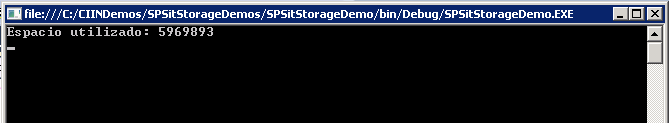 file:///C:/CIINDemos/SPSitStorageDemos/SPSitStorageDemo/bin/Debug/SPSitStorageDemo.EXE
Espacio utilizado: 5969893